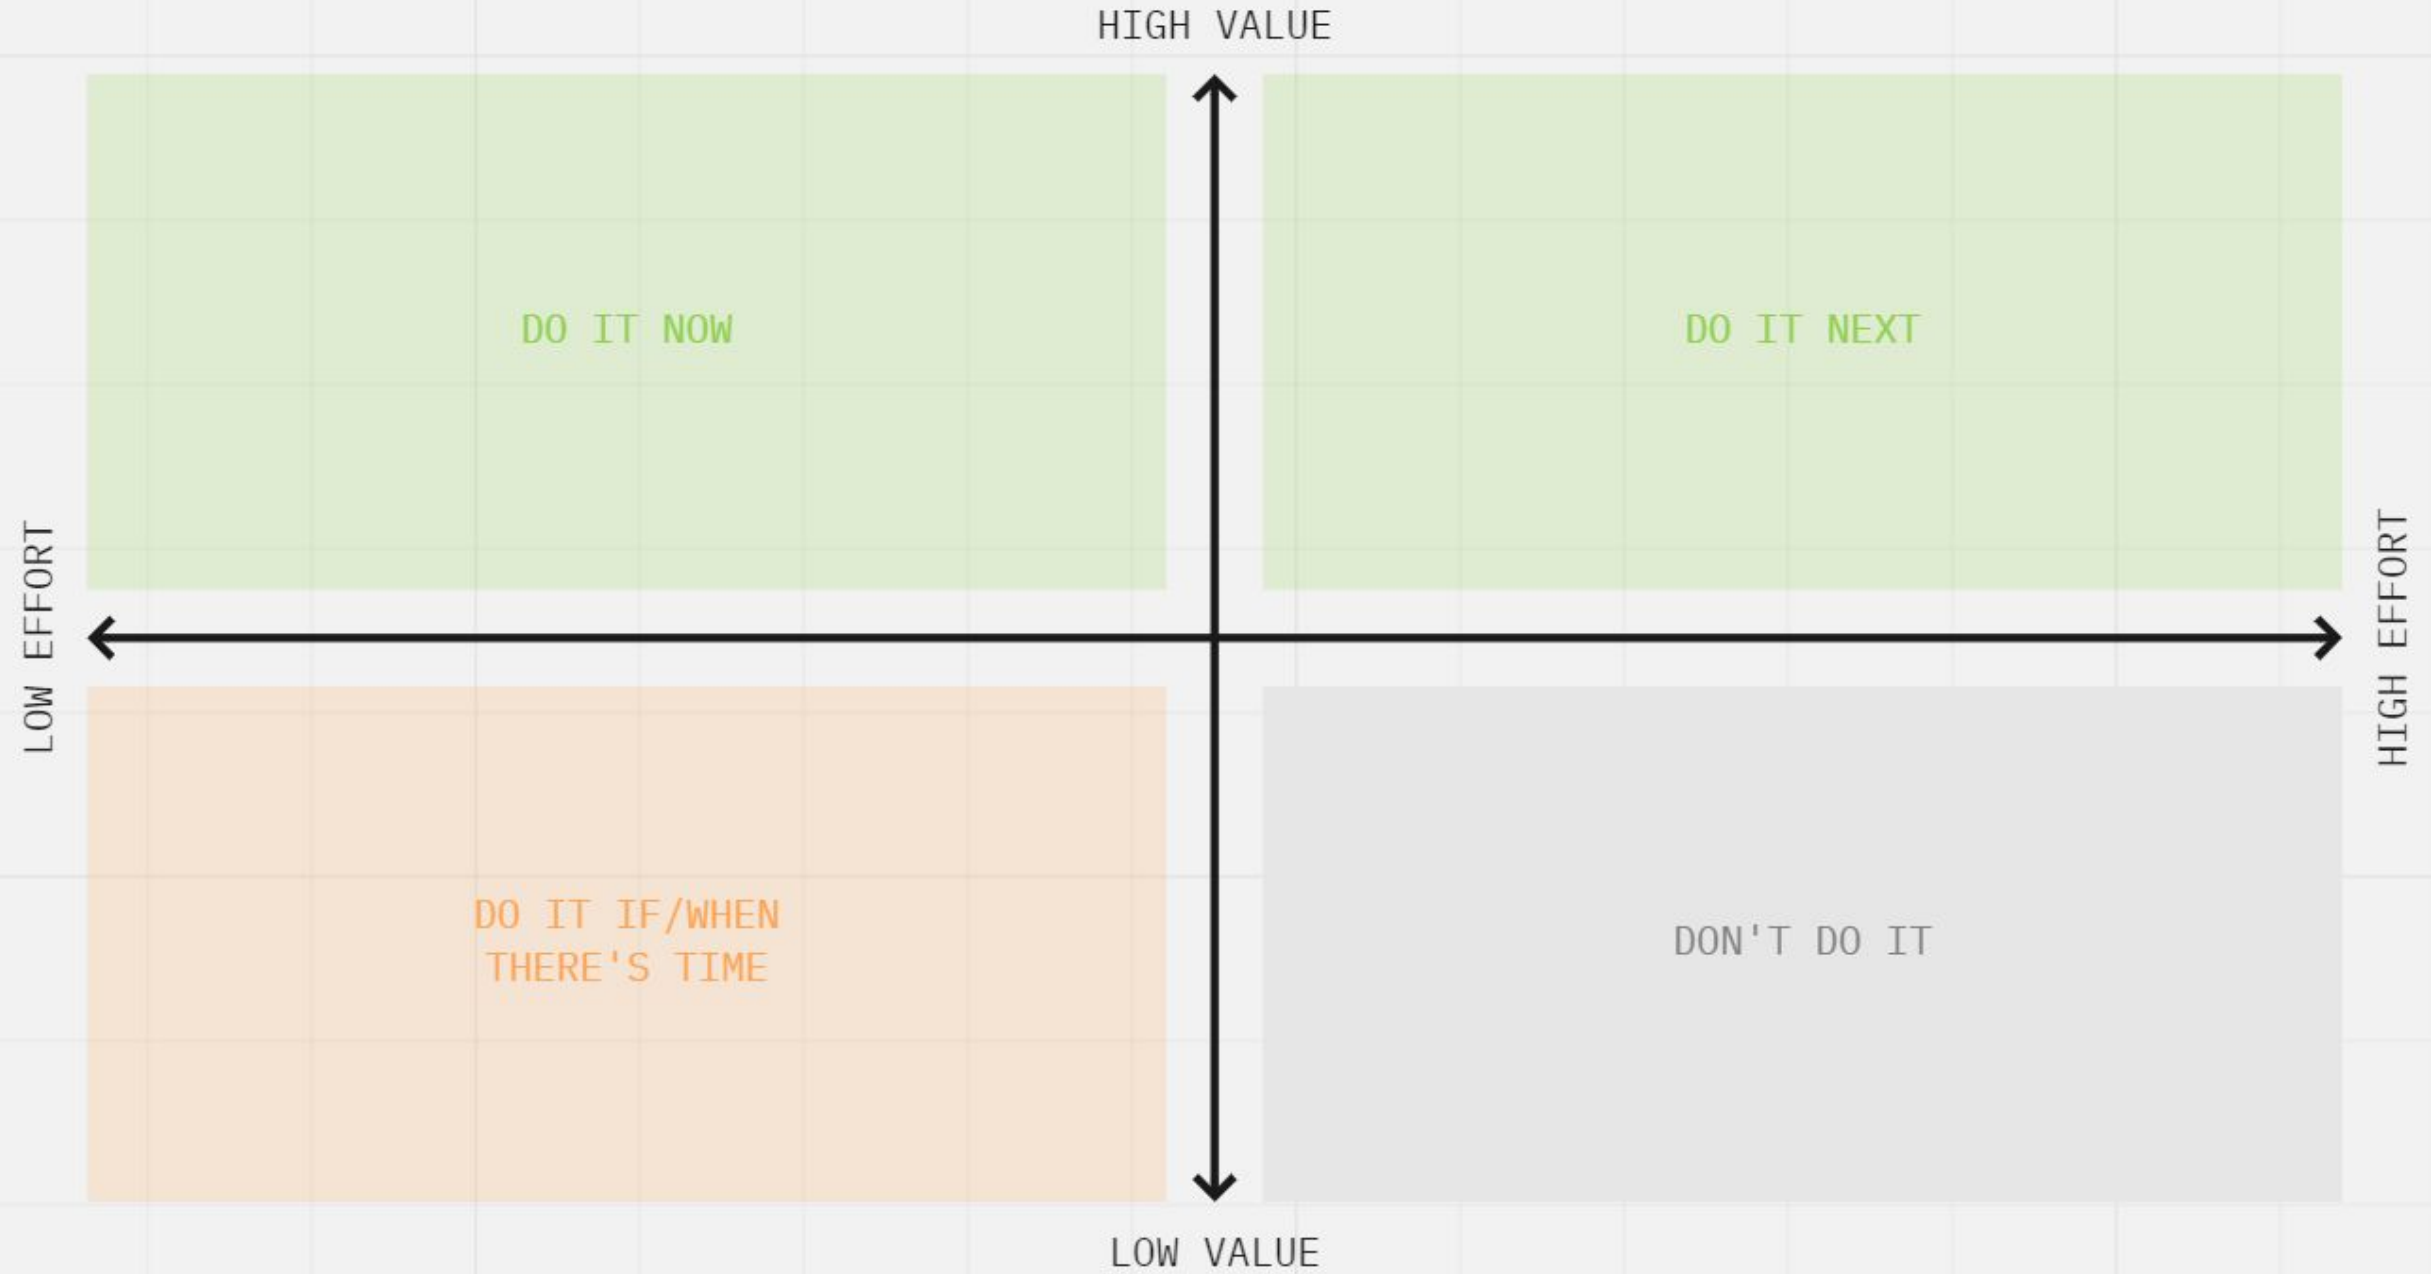 HIGH VALUE
DO IT NOW
DO IT NEXT
LOW EFFORT
HIGH EFFORT
DO IT IF/WHEN
THERE'S TIME
DON'T DO IT
LOW VALUE